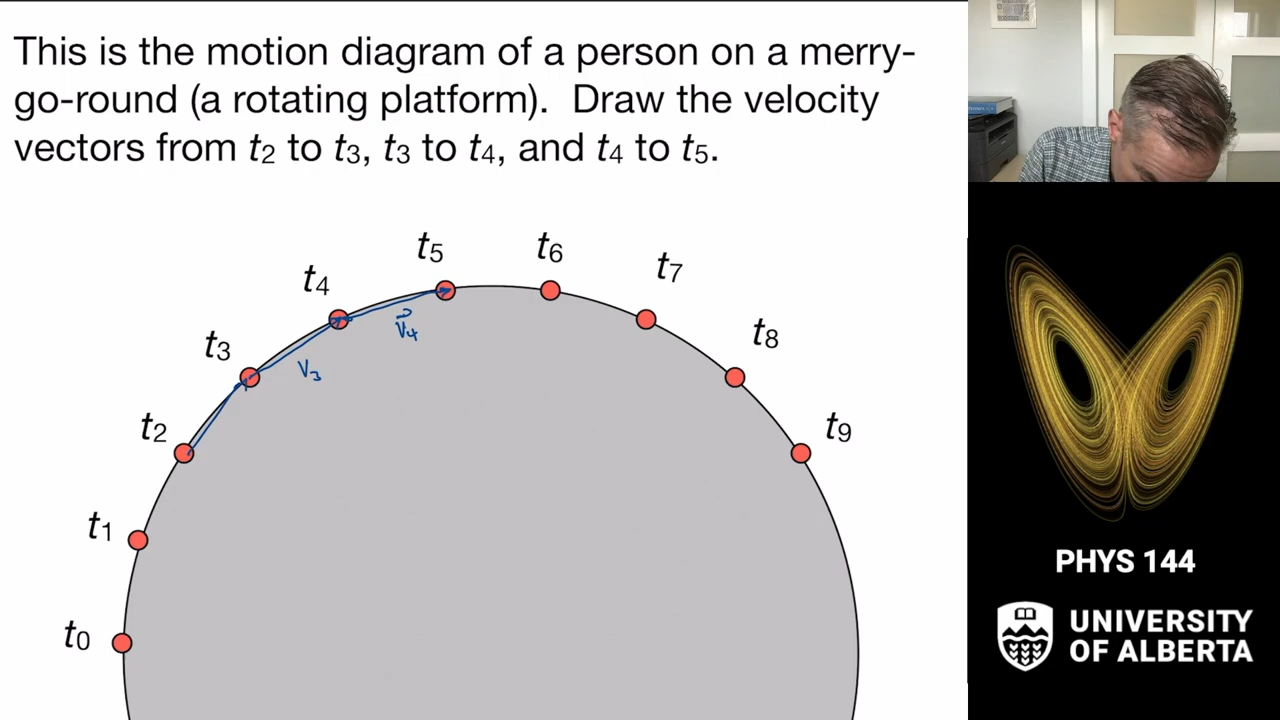 This is the motion diagram of a person on a merry-
go-round (a rotating platform). Draw the velocity
vectors from t2 to t3, t3 to t4, and t4 to t5.
t5
t6
t4
t7
t3
v4
t8
v3
t2
t9
t1
t0
PHYS 144
UNIVERSITY
OF ALBERTA